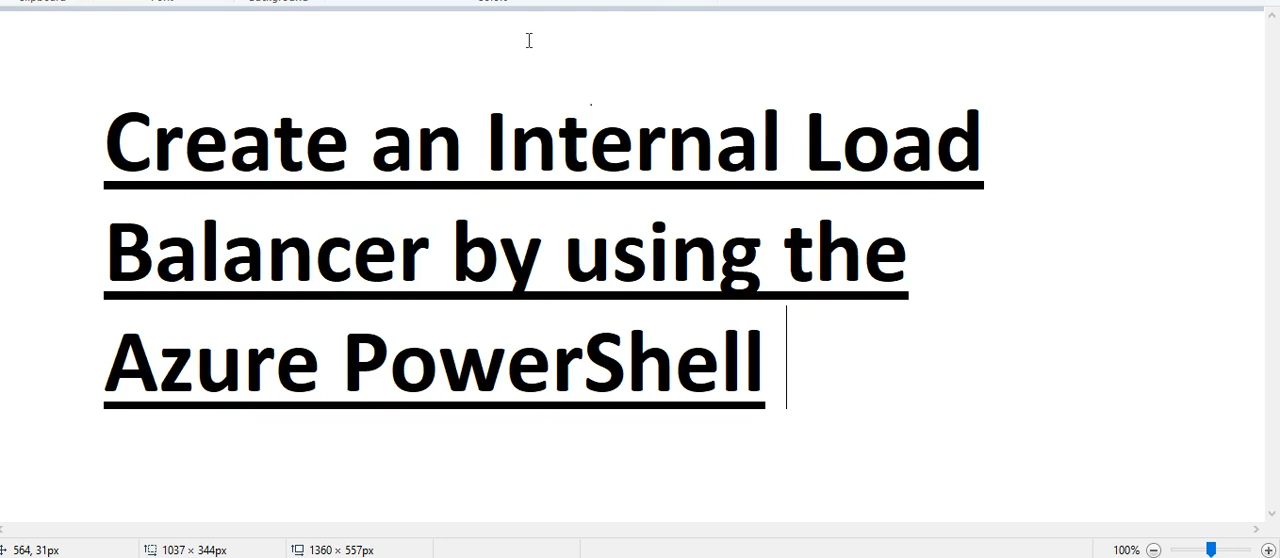 Create an Internal Load
Balancer by using the
Azure PowerShell
564, 31px
1037 × 344px
1360 × 557px
100%